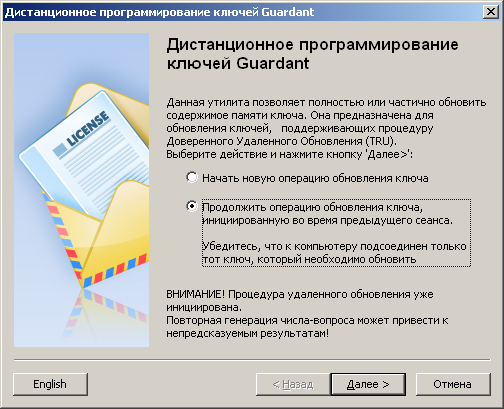 Дистанционное программирование ключей Guardant
LICENSE
Дистанционное программирование
ключей Guardant
Данная утилита позволяет полностью или частично обновить
содержимое памяти ключа. Она предназначена для
обновления ключей, поддерживающих процедуру
Доверенного Удаленного Обновления (TRU).
Выберите действие и нажмите кнопку 'Далее>':
Начать новую операцию обновления ключа
Продолжить операцию обновления ключа,
инициированную во время предыдущего сеанса.
Убедитесь, что к компьютеру подсоединен только
тот ключ, который необходимо обновить
ВНИМАНИЕ! Процедура удаленного обновления уже
инициирована.
Повторная генерация числа-вопроса может привести к
непредсказуемым результатам!
English
< Назад
Далее >
Отмена